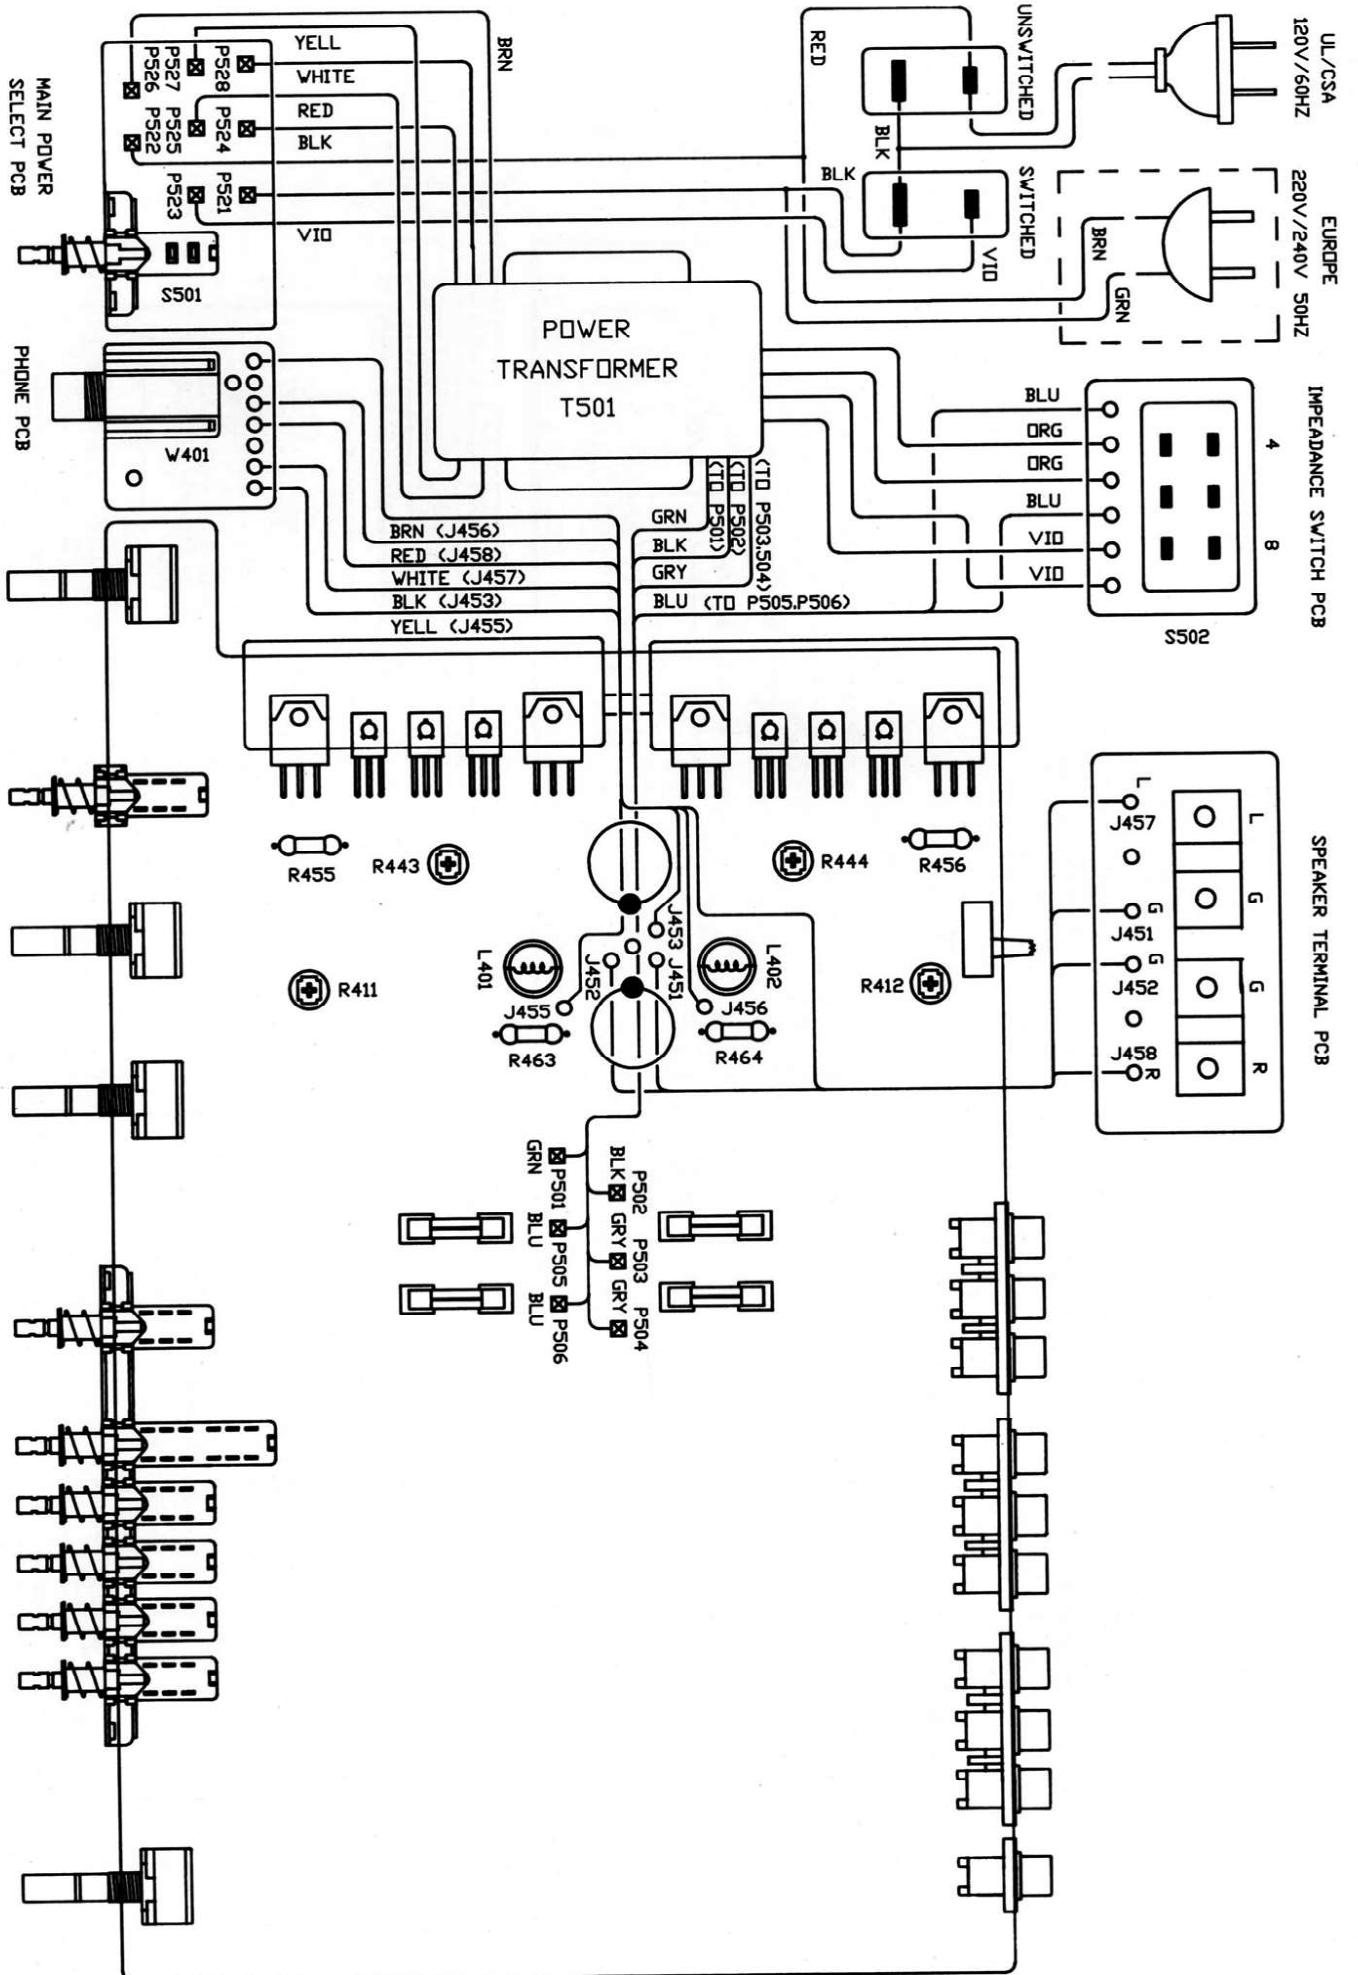 UL/CSA
120V/60HZ
EUROPE
220V/240V 50HZ
UNSWITCHED
SWITCHED
RED
BLK
BLK
VIO
BRN
GRN
BRN
YELL
WHITE
RED
BLK
VIO
P528
P527
P526
P524
P525
P522
P521
P523
S501
MAIN POWER
SELECT PCB
POWER
TRANSFORMER
T501
PHONE PCB
W401
IMPEADANCE SWITCH PCB
4
8
BLU
ORG
ORG
BLU
VIO
VIO
S502
BRN (J456)
RED (J458)
WHITE (J457)
BLK (J453)
YELL (J455)
GRN
BLK
GRY
BLU (TO P505.P506)
(TO P501)
(TO P502)
(TO P503.504)
SPEAKER TERMINAL PCB
L
J457
G
J451
G
J452
J458
R
L
G
G
R
R455
R443
R444
R456
R411
R412
L401
L402
J453
J452
J451
J455
J456
R463
R464
GRN
P501
BLK
P502
BLU
P505
GRY
P503
BLU
P506
GRY
P504